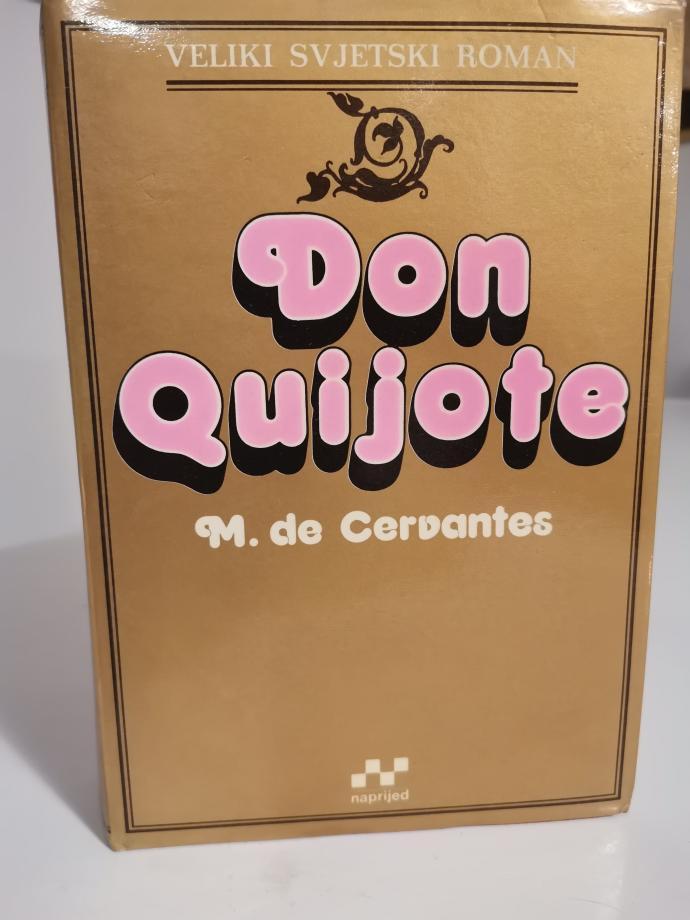 VELIKI SVJETSKI ROMAN
Don
Quijote
M. de Cervantes
naprijed